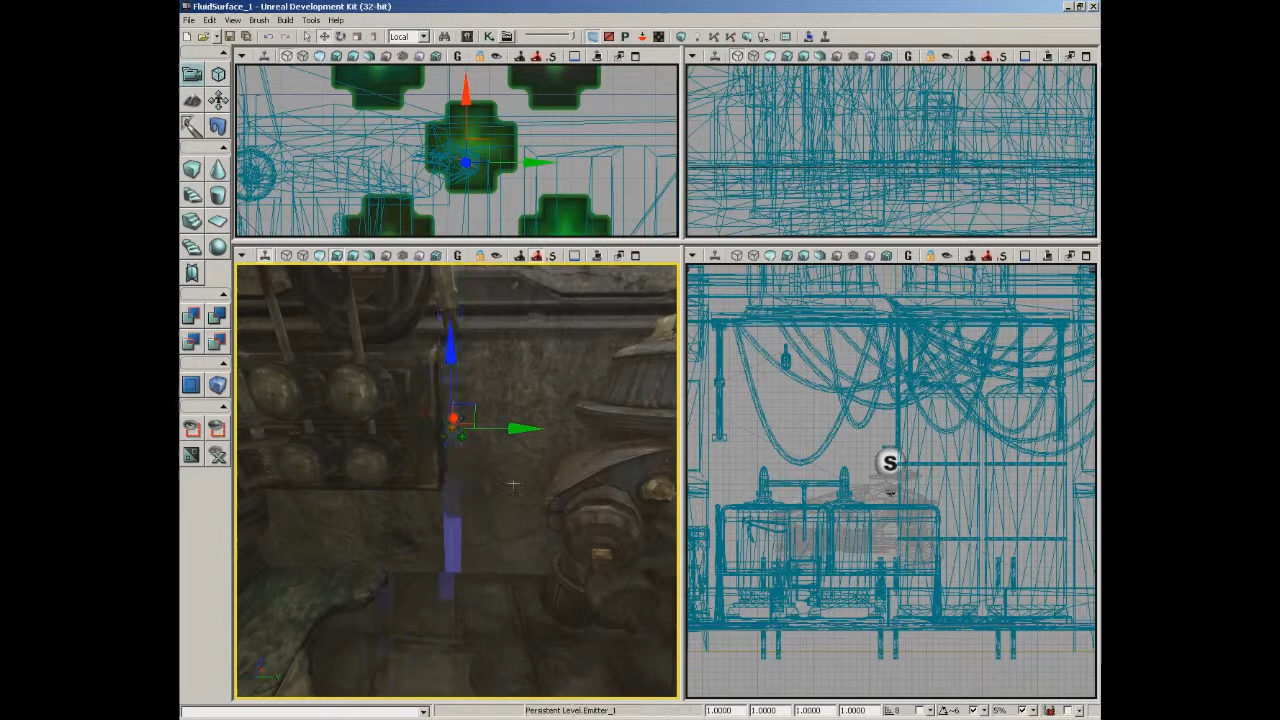 FluidSurface_1 - Unreal Development Kit (32-bit)
File Edit View Brush Build Tools Help
Local
G
G
G
G
S
Persistent Level.Emitter_1
1.0000 1.0000 1.0000 1.0000 8 ~6 5%